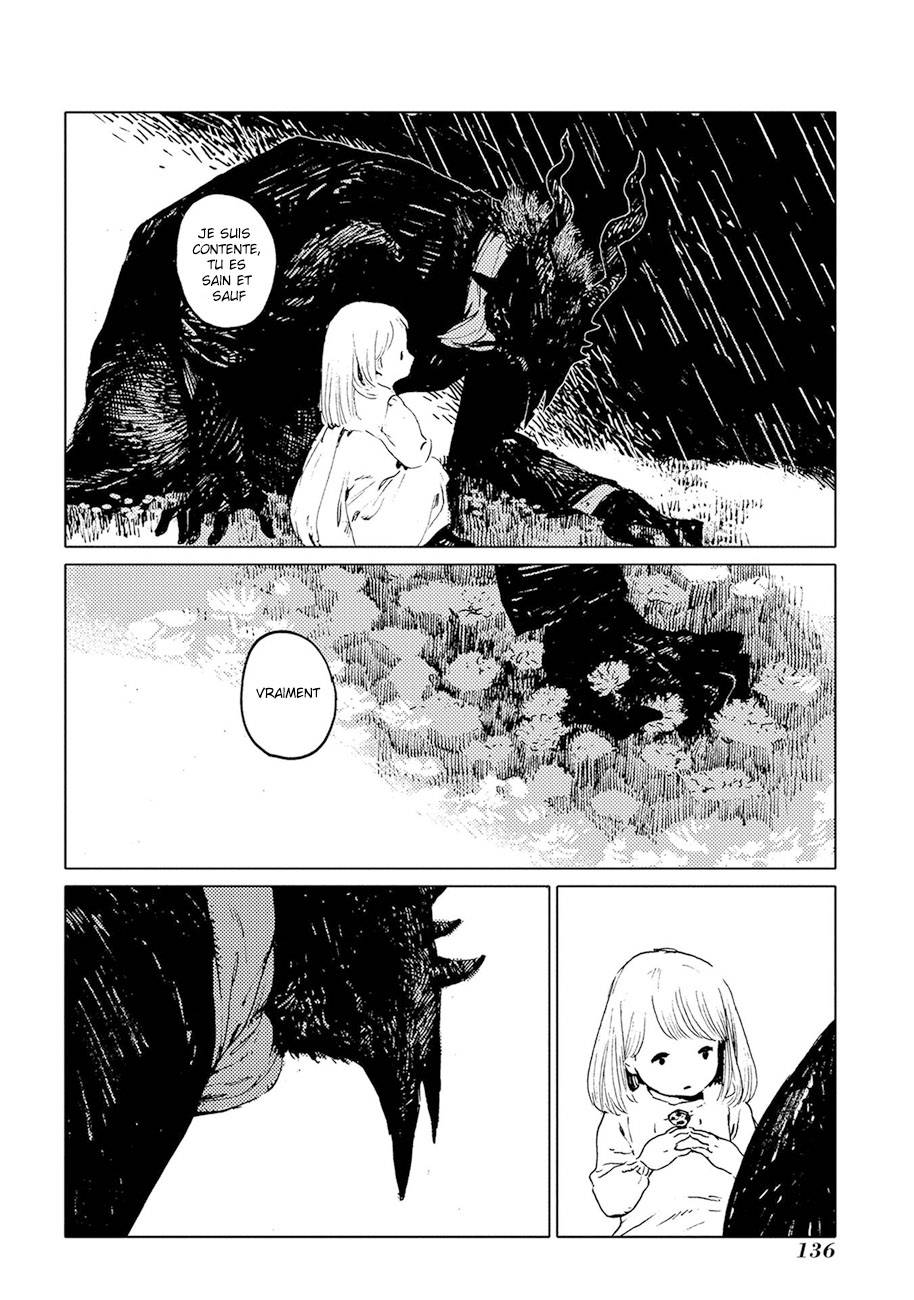 JE SUIS
CONTENTE,
TU ES
SAIN ET
SAUF
VRAIMENT
136